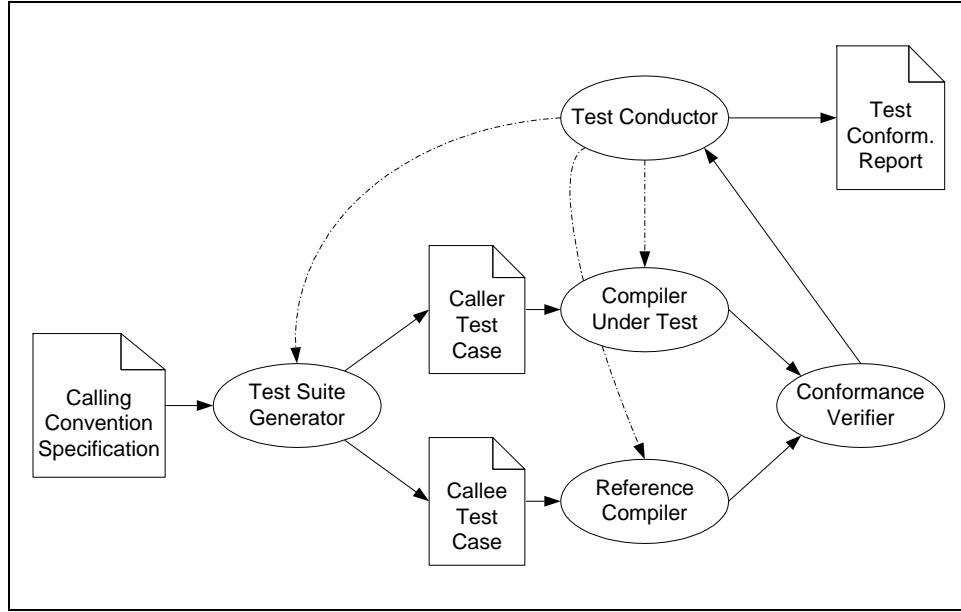 Test Conductor
Test
Conform.
Report
Caller
Test
Case
Compiler
Under Test
Calling
Convention
Specification
Test Suite
Generator
Conformance
Verifier
Callee
Test
Case
Reference
Compiler